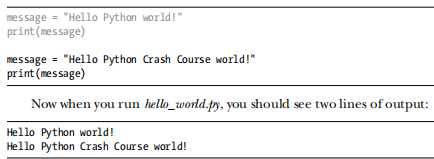 message = "Hello Python world!"
print(message)
message = "Hello Python Crash Course world!"
print(message)
Now when you run hello_world.py, you should see two lines of output:
Hello Python world!
Hello Python Crash Course world!